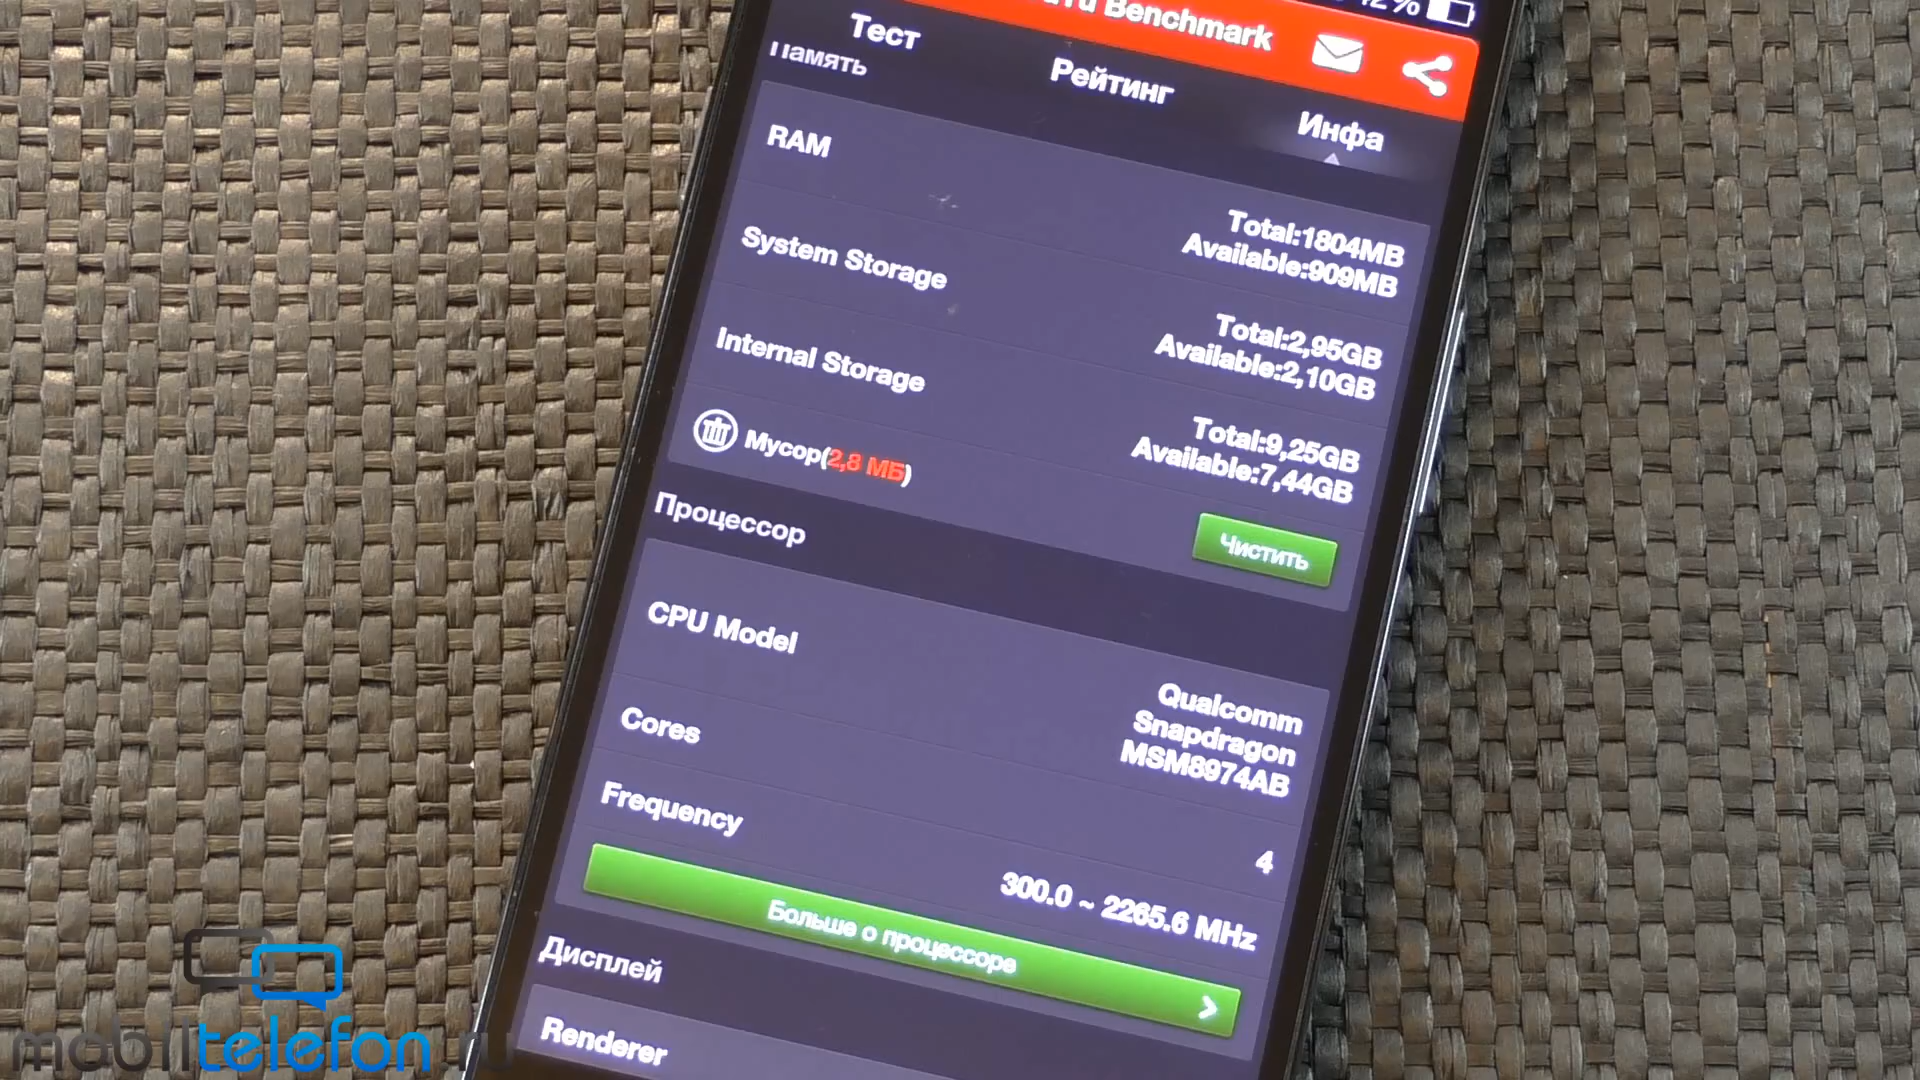 Benchmark
Тест
Рейтинг
Инфа
Память
RAM
Total:1804MB
Available:909MB
System Storage
Total:2,95GB
Available:2,10GB
Internal Storage
Total:9,25GB
Available:7,44GB
Мусор(2,8 МБ)
Чистить
Процессор
CPU Model
Qualcomm
Snapdragon
MSM8974AB
Cores
4
Frequency
300.0 ~ 2265.6 MHz
Больше о процессоре
Дисплей
Renderer
mobiltelefon.ru